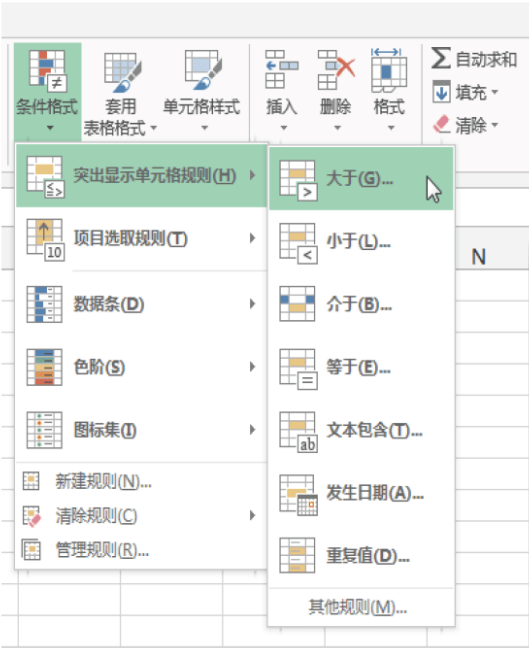 自动求和
填充
清除
条件格式
套用
表格格式
单元格样式
插入
删除
格式
突出显示单元格规则(H)
项目选取规则(T)
数据条(D)
色阶(S)
图标集(I)
新建规则(N)...
清除规则(C)
管理规则(R)...
大于(G)...
小于(L)...
介于(B)...
等于(E)...
文本包含(T)...
发生日期(A)...
重复值(D)...
其他规则(M)...
N
10
ab